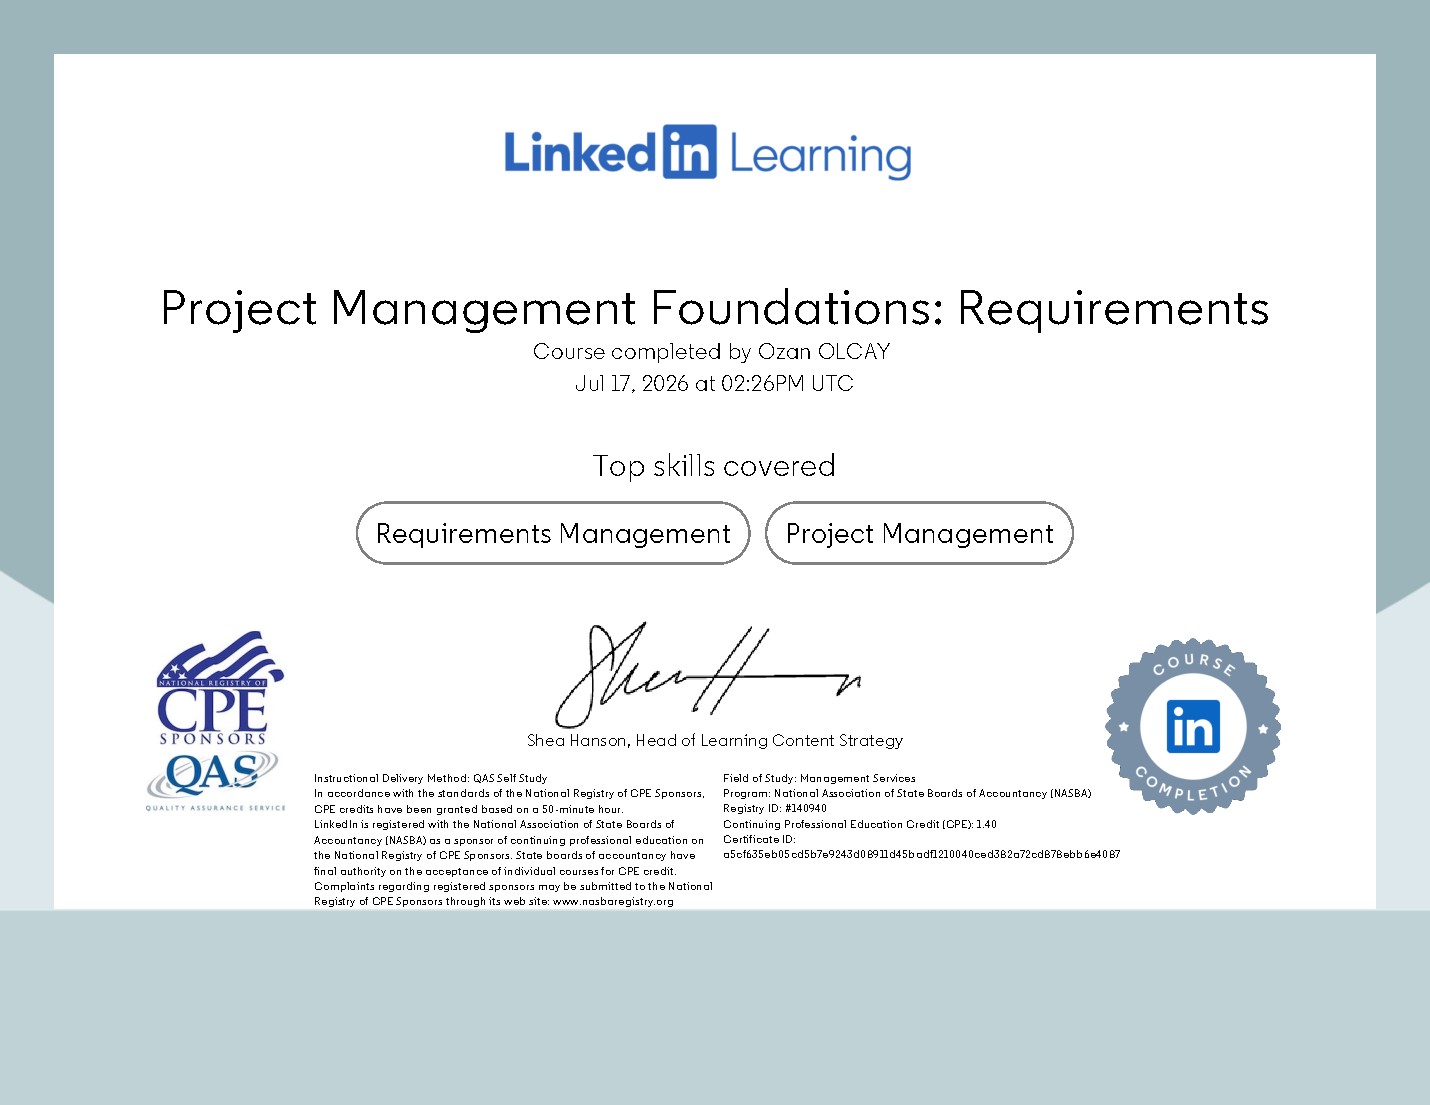 LinkedIn Learning
Project Management Foundations: Requirements
Course completed by Ozan OLCAY
Jul 17, 2026 at 02:26PM UTC
Top skills covered
Requirements Management
Project Management
NATIONAL REGISTRY OF
CPE
SPONSORS
QAS
QUALITY ASSURANCE SERVICE
Shea Hanson, Head of Learning Content Strategy
Instructional Delivery Method: QAS Self Study
In accordance with the standards of the National Registry of CPE Sponsors,
CPE credits have been granted based on a 50-minute hour.
LinkedIn is registered with the National Association of State Boards of
Accountancy (NASBA) as a sponsor of continuing professional education on
the National Registry of CPE Sponsors. State boards of accountancy have
final authority on the acceptance of individual courses for CPE credit.
Complaints regarding registered sponsors may be submitted to the National
Registry of CPE Sponsors through its web site: www.nasbaregistry.org
Field of Study: Management Services
Program: National Association of State Boards of Accountancy (NASBA)
Registry ID: #140940
Continuing Professional Education Credit (CPE): 1.40
Certificate ID:
a5cf635eb05cd5b7e9243d08911d45badf1210040ced382a72cd878ebb6e4087
COURSE
in
COMPLETION